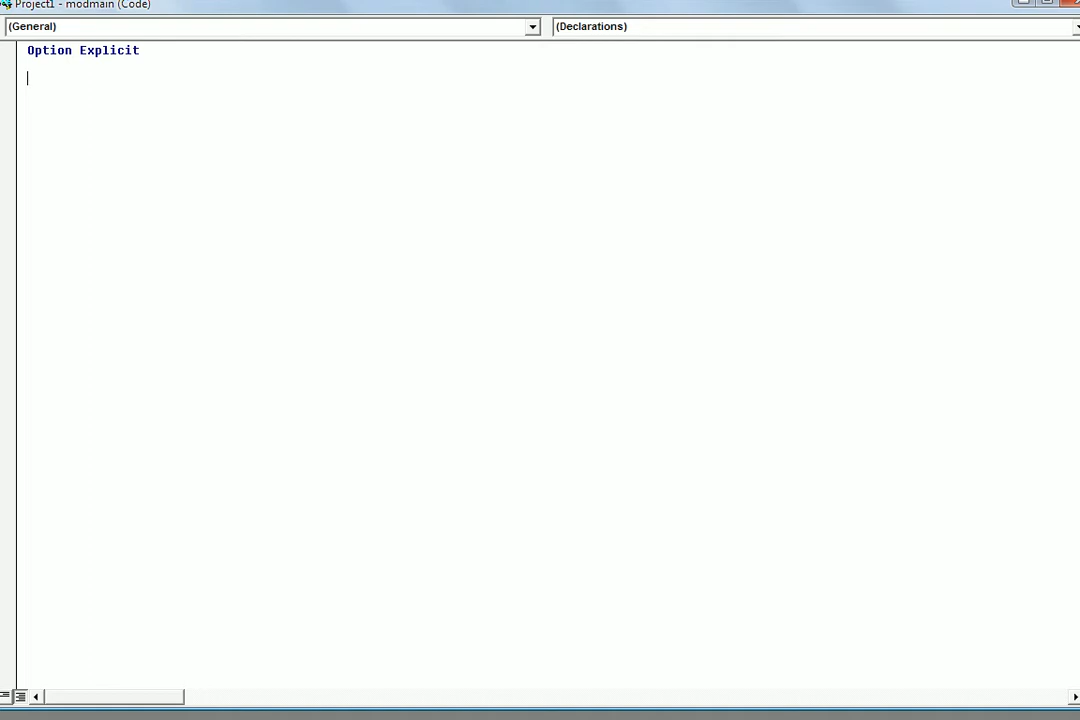 Project1 - modmain (Code)
(General)
(Declarations)
Option Explicit